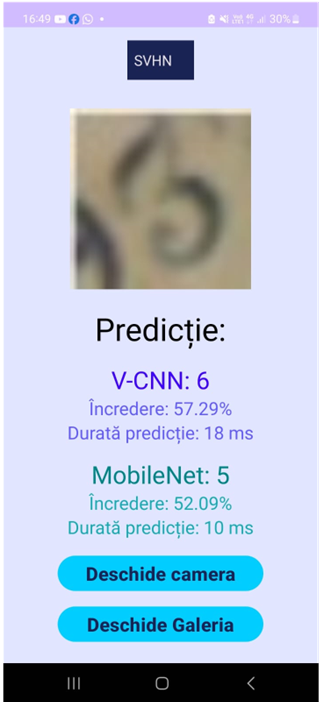 16:49
30%
SVHN
Predicție:
V-CNN: 6
Încredere: 57.29%
Durată predicție: 18 ms
MobileNet: 5
Încredere: 52.09%
Durată predicție: 10 ms
Deschide camera
Deschide Galeria